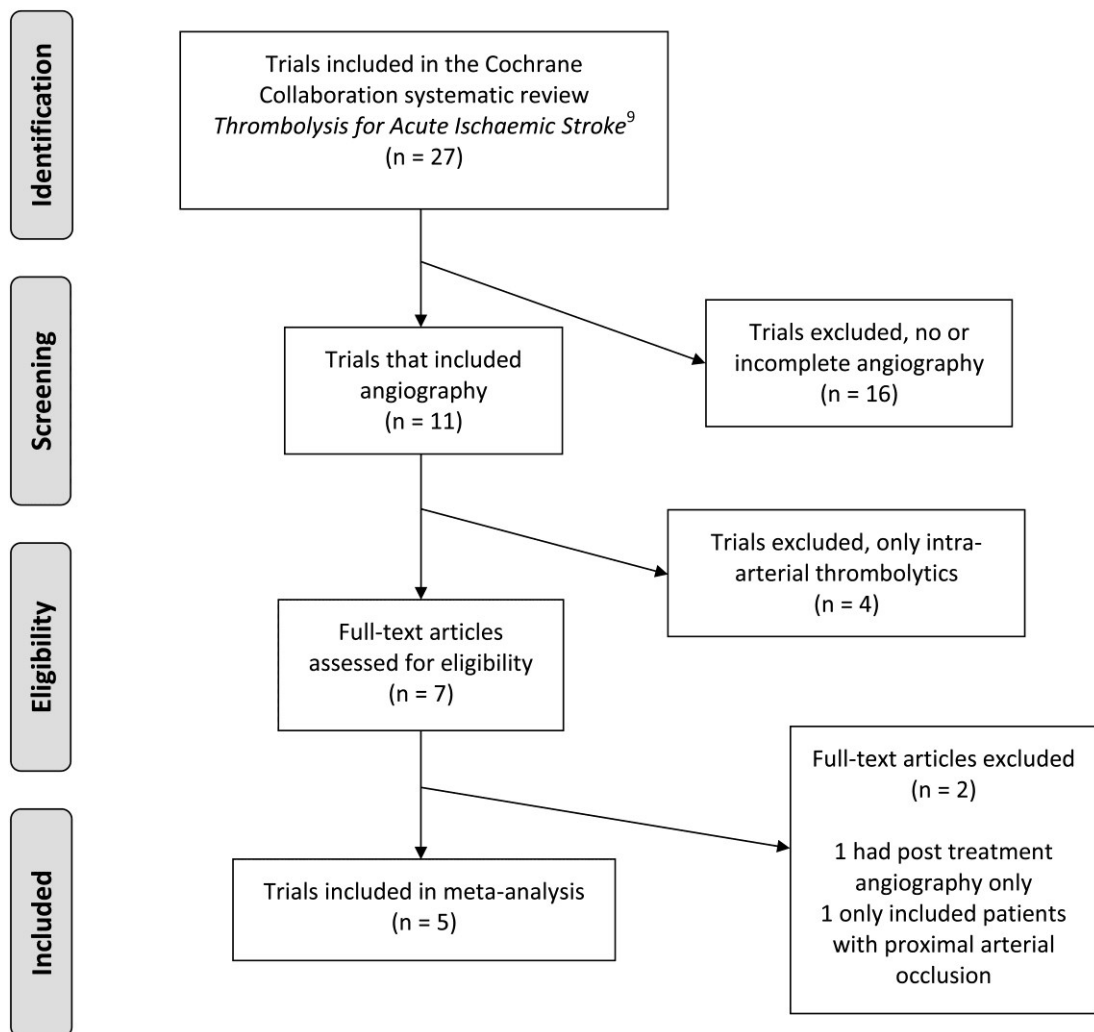 Identification
Trials included in the Cochrane
Collaboration systematic review
Thrombolysis for Acute Ischaemic Stroke9
(n = 27)
Screening
Trials that included
angiography
(n = 11)
Trials excluded, no or
incomplete angiography
(n = 16)
Eligibility
Trials excluded, only intra-
arterial thrombolytics
(n = 4)
Full-text articles
assessed for eligibility
(n = 7)
Full-text articles excluded
(n = 2)
1 had post treatment
angiography only
1 only included patients
with proximal arterial
occlusion
Included
Trials included in meta-analysis
(n = 5)